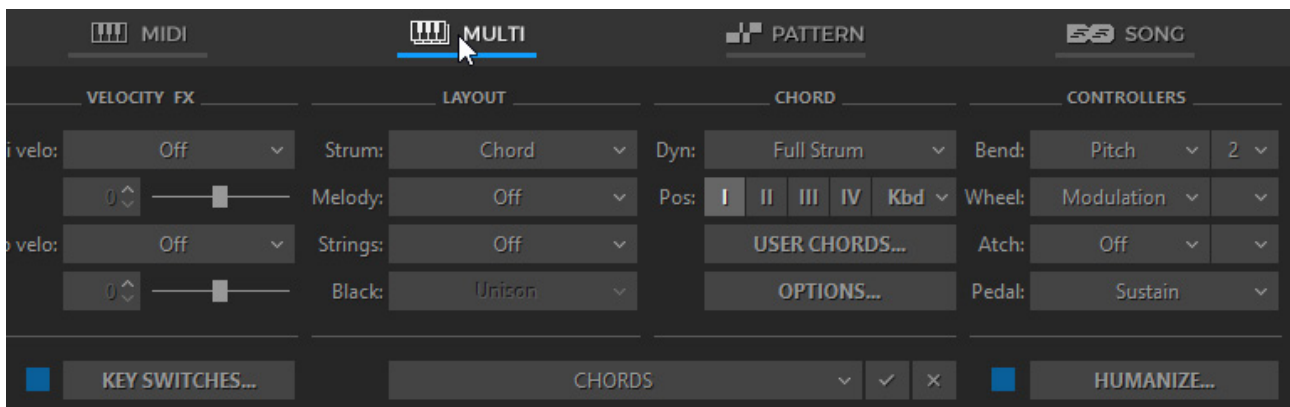 MIDI MULTI PATTERN SONG
VELOCITY FX LAYOUT CHORD CONTROLLERS
i velo: Off Strum: Chord Dyn: Full Strum Bend: Pitch 2
0 Melody: Off Pos: I II III IV Kbd Wheel: Modulation
o velo: Off Strings: Off USER CHORDS... Atch: Off
0 Black: Unison OPTIONS... Pedal: Sustain
KEY SWITCHES... CHORDS HUMANIZE...